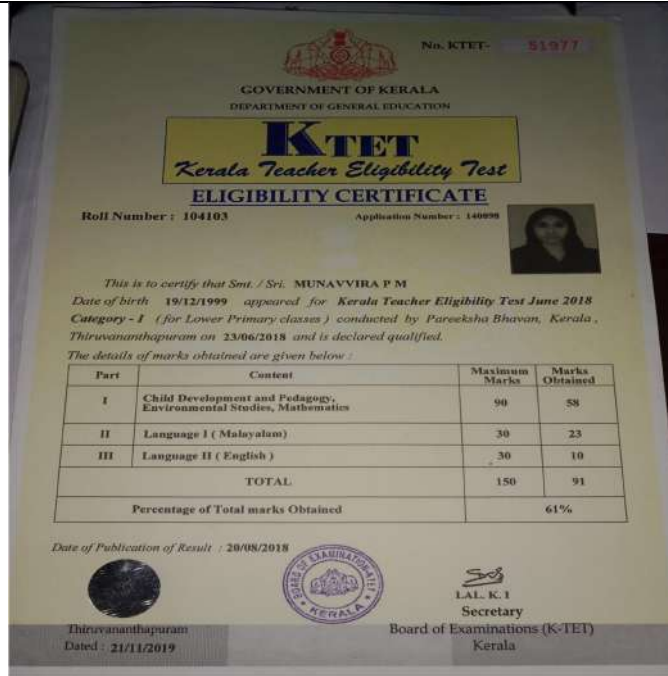 No. KTET- 51977
GOVERNMENT OF KERALA
DEPARTMENT OF GENERAL EDUCATION
KTET
Kerala Teacher Eligibility Test
ELIGIBILITY CERTIFICATE
Roll Number : 104103 Application Number : 140098
This is to certify that Smt. / Sri. MUNAVVIRA P M
Date of birth 19/12/1999 appeared for Kerala Teacher Eligibility Test June 2018
Category - I (for Lower Primary classes) conducted by Pareeksha Bhavan, Kerala,
Thiruvananthapuram on 23/06/2018 and is declared qualified.
The details of marks obtained are given below :
Part Content Maximum Marks Marks Obtained
I Child Development and Pedagogy, Environmental Studies, Mathematics 90 58
II Language I ( Malayalam) 30 23
III Language II ( English ) 30 10
TOTAL 150 91
Percentage of Total marks Obtained 61%
Date of Publication of Result : 20/08/2018
BOARD OF EXAMINATION-KTET
KERALA
LAL. K. I
Secretary
Thiruvananthapuram Board of Examinations (K-TET)
Dated : 21/11/2019 Kerala